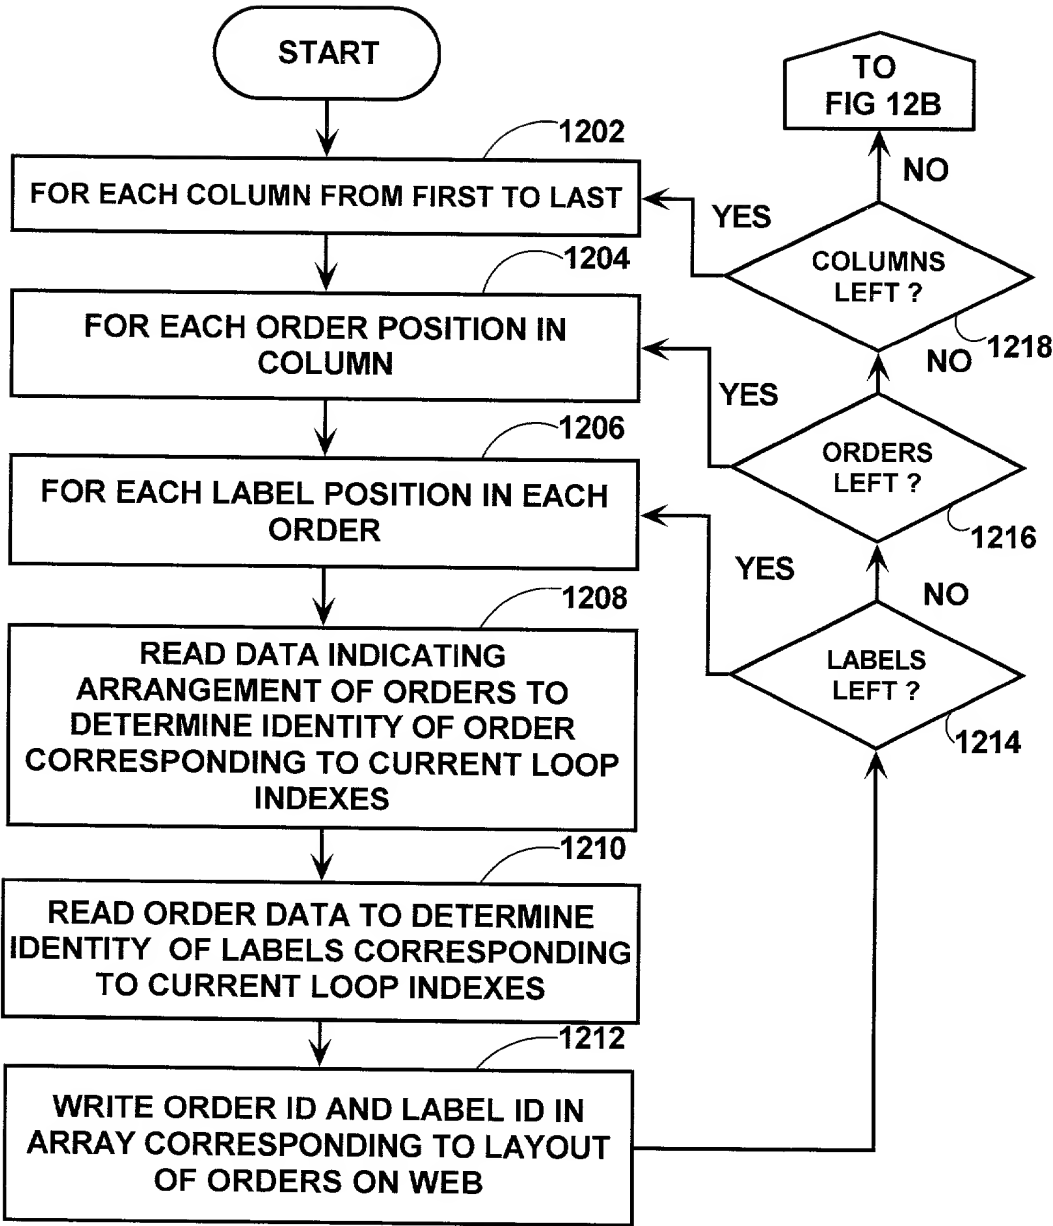 START
1202
FOR EACH COLUMN FROM FIRST TO LAST
1204
FOR EACH ORDER POSITION IN
COLUMN
1206
FOR EACH LABEL POSITION IN EACH
ORDER
1208
READ DATA INDICATING
ARRANGEMENT OF ORDERS TO
DETERMINE IDENTITY OF ORDER
CORRESPONDING TO CURRENT LOOP
INDEXES
1210
READ ORDER DATA TO DETERMINE
IDENTITY OF LABELS CORRESPONDING
TO CURRENT LOOP INDEXES
1212
WRITE ORDER ID AND LABEL ID IN
ARRAY CORRESPONDING TO LAYOUT
OF ORDERS ON WEB
LABELS
LEFT ?
1214
YES
NO
ORDERS
LEFT ?
1216
YES
NO
COLUMNS
LEFT ?
1218
YES
NO
TO
FIG 12B